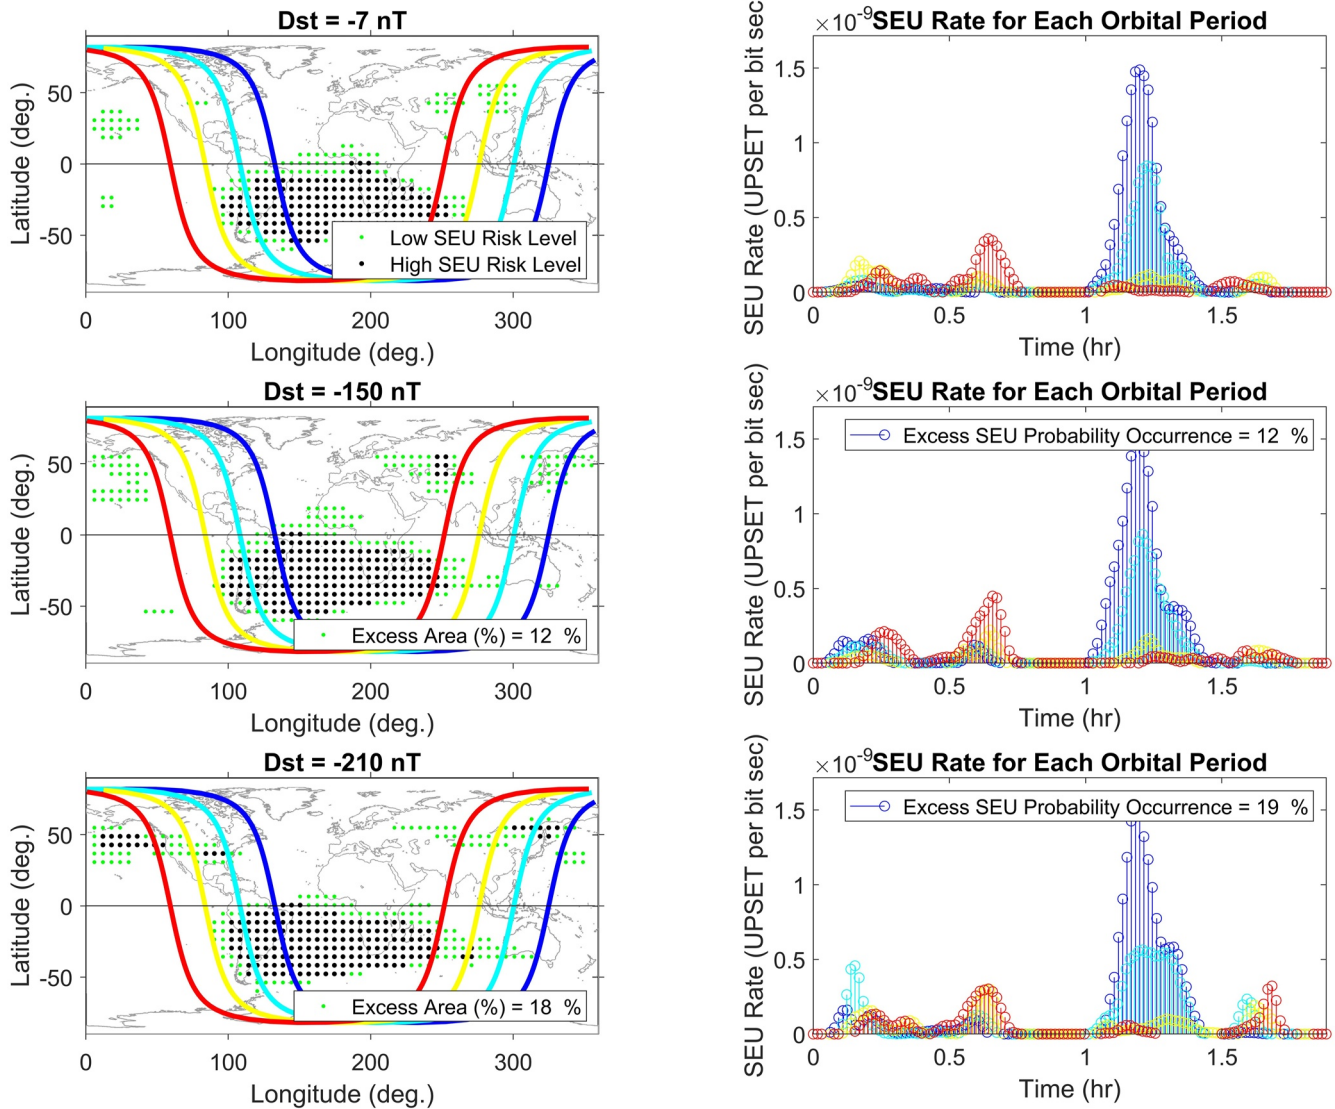 Dst = -7 nT
Latitude (deg.)
50
0
-50
Low SEU Risk Level
High SEU Risk Level
0 100 200 300
Longitude (deg.)
×10-9
SEU Rate for Each Orbital Period
SEU Rate (UPSET per bit sec)
1.5
1
0.5
0
0 0.5 1 1.5
Time (hr)
Dst = -150 nT
Latitude (deg.)
50
0
-50
Excess Area (%) = 12 %
0 100 200 300
Longitude (deg.)
×10-9
SEU Rate for Each Orbital Period
SEU Rate (UPSET per bit sec)
Excess SEU Probability Occurrence = 12 %
1.5
1
0.5
0
0 0.5 1 1.5
Time (hr)
Dst = -210 nT
Latitude (deg.)
50
0
-50
Excess Area (%) = 18 %
0 100 200 300
Longitude (deg.)
×10-9
SEU Rate for Each Orbital Period
SEU Rate (UPSET per bit sec)
Excess SEU Probability Occurrence = 19 %
1.5
1
0.5
0
0 0.5 1 1.5
Time (hr)